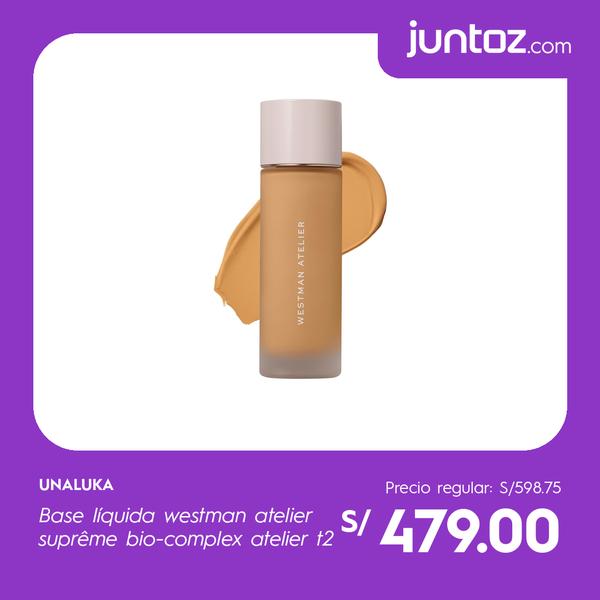 juntoz.com
WESTMAN ATELIER
UNALUKA
Base líquida westman atelier
suprême bio-complex atelier t2
Precio regular: S/598.75
S/ 479.00